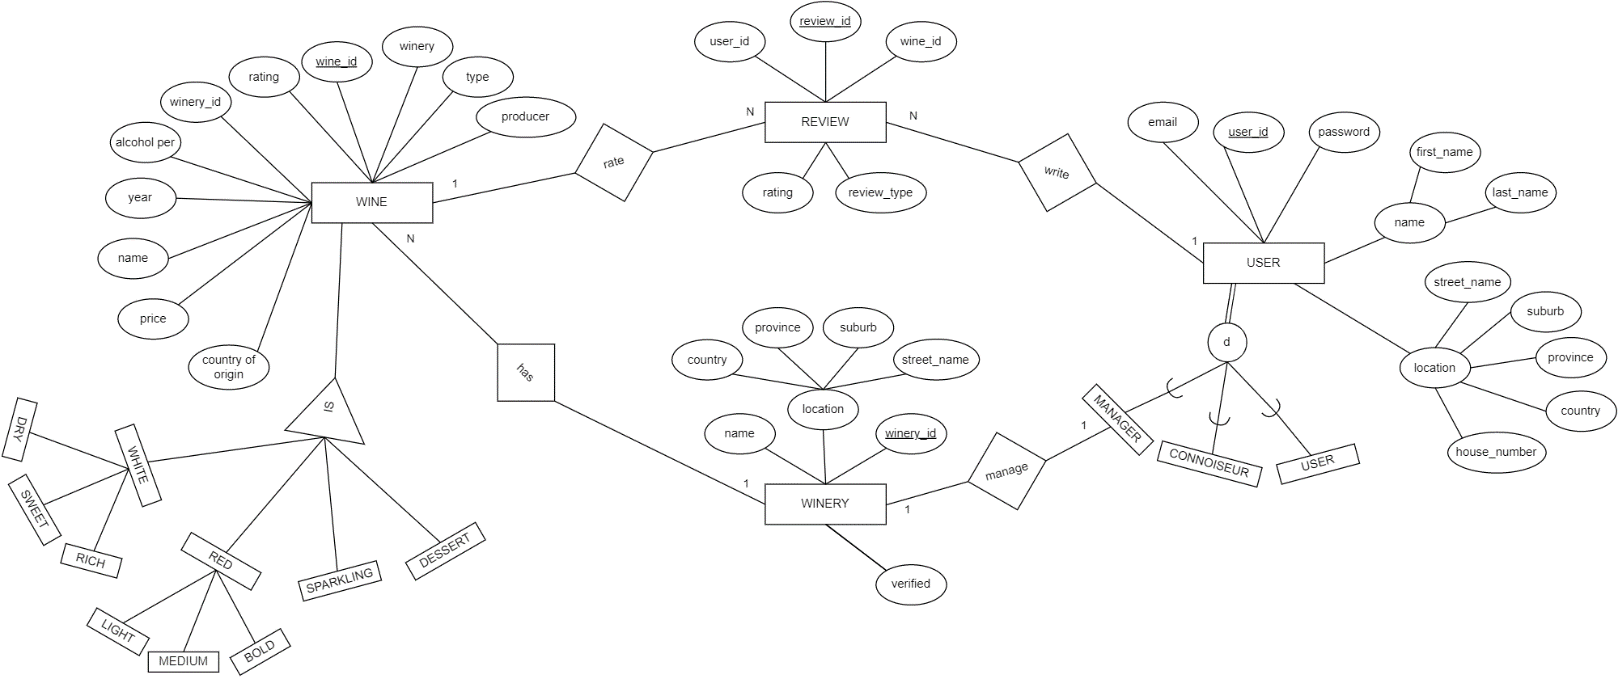 review_id
user_id
wine_id
winery
wine_id
type
rating
winery_id
producer
alcohol per
year
name
price
country of
origin
WINE
1
N
rate
N
REVIEW
N
rating
review_type
write
1
email
user_id
password
first_name
last_name
name
USER
street_name
suburb
province
country
house_number
location
d
MANAGER
CONNOISEUR
USER
1
manage
1
has
1
province
suburb
country
street_name
location
name
winery_id
WINERY
verified
IS
DRY
WHITE
SWEET
RICH
RED
SPARKLING
DESSERT
LIGHT
MEDIUM
BOLD